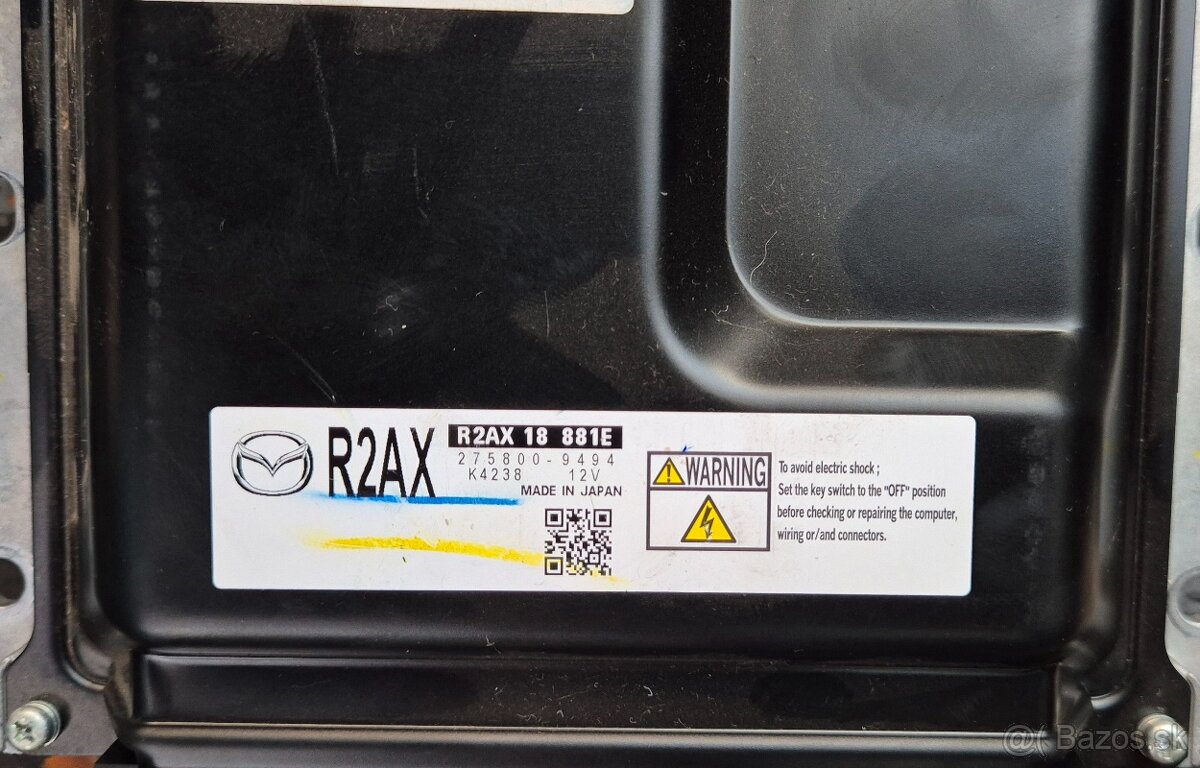 R2AX
R2AX 18 881E
275800-9494
K4238 12V
MADE IN JAPAN
WARNING
To avoid electric shock ;
Set the key switch to the "OFF" position
before checking or repairing the computer,
wiring or/and connectors.
@( Bazos.sk